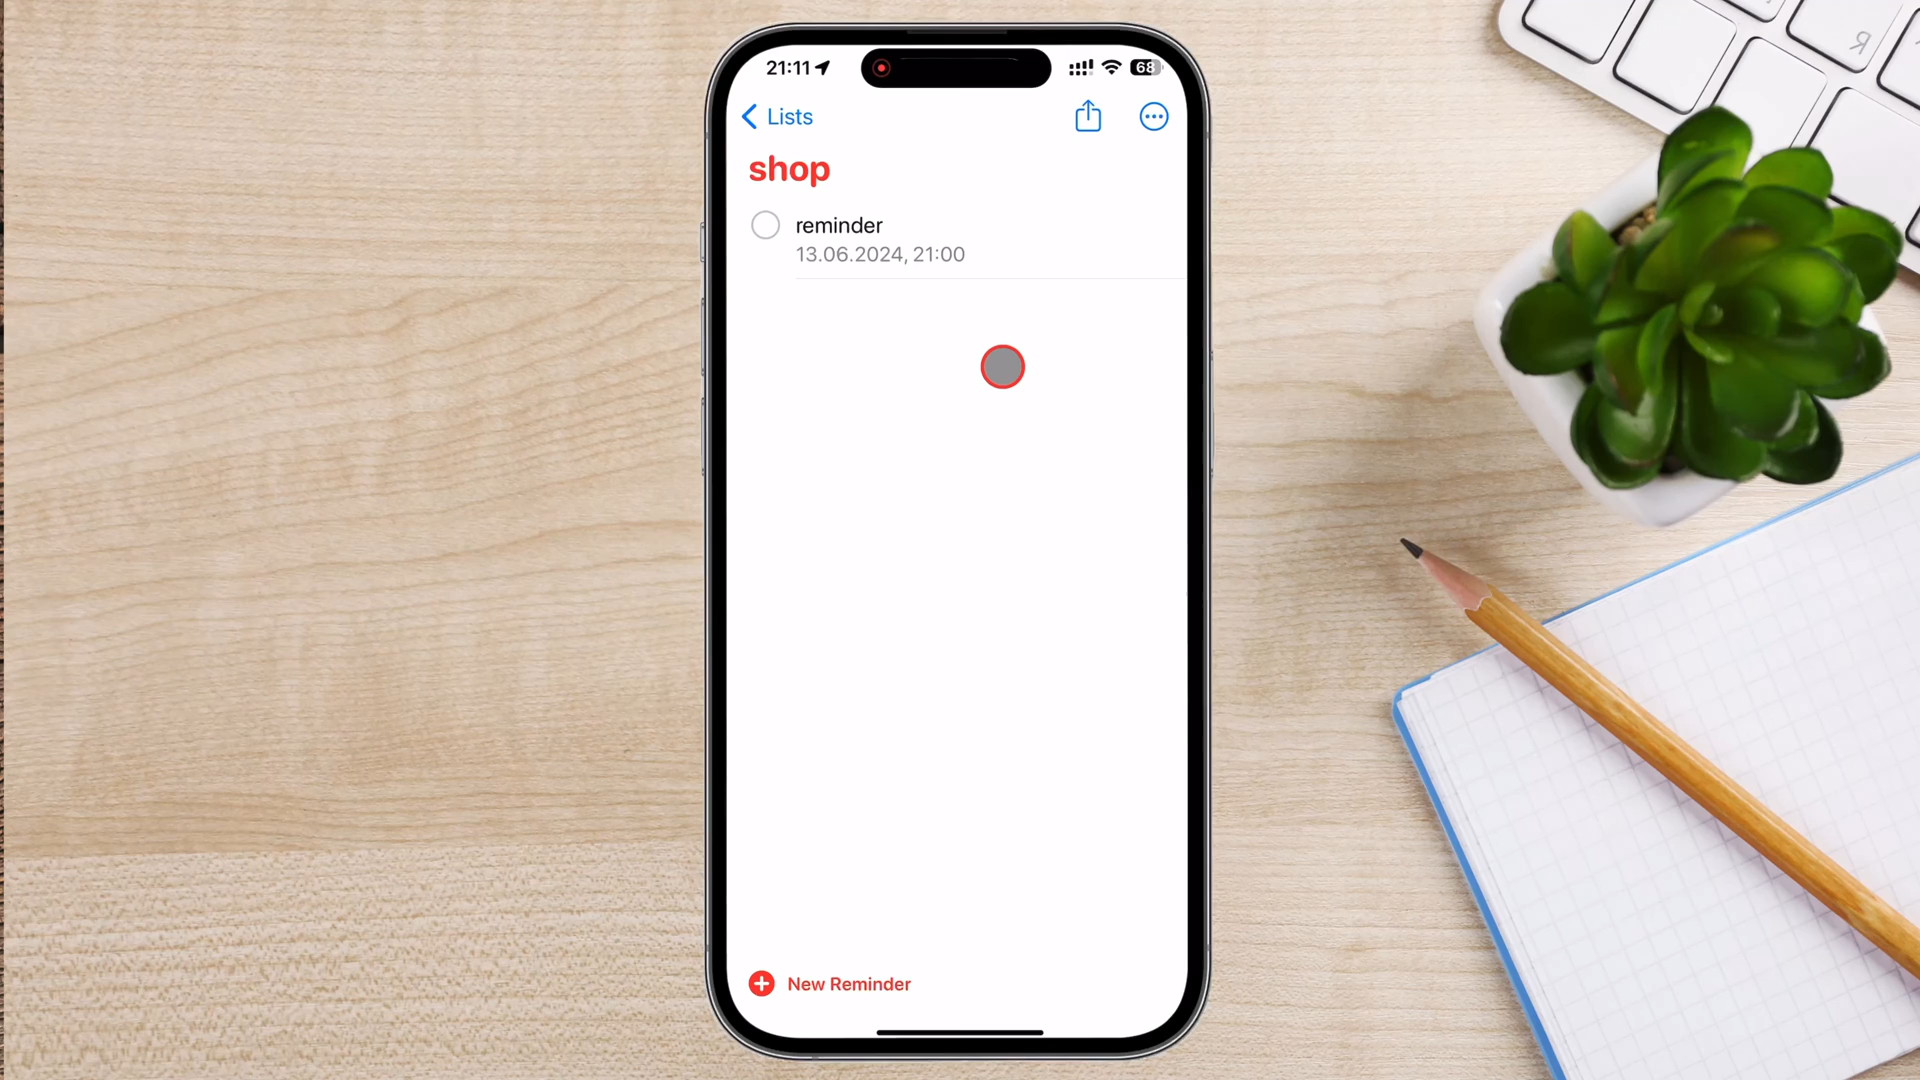 21:11
68
Lists
shop
reminder
13.06.2024, 21:00
New Reminder
R